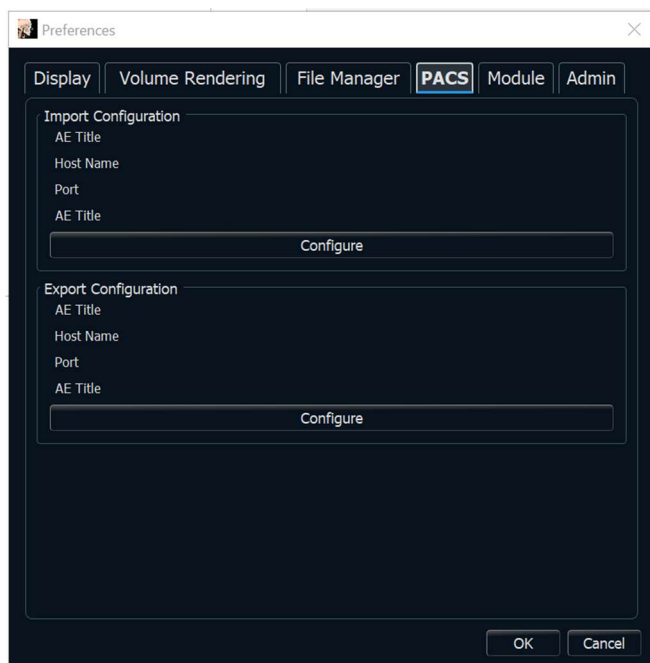 Preferences
Display Volume Rendering File Manager PACS Module Admin
Import Configuration
AE Title
Host Name
Port
AE Title
Configure
Export Configuration
AE Title
Host Name
Port
AE Title
Configure
OK Cancel